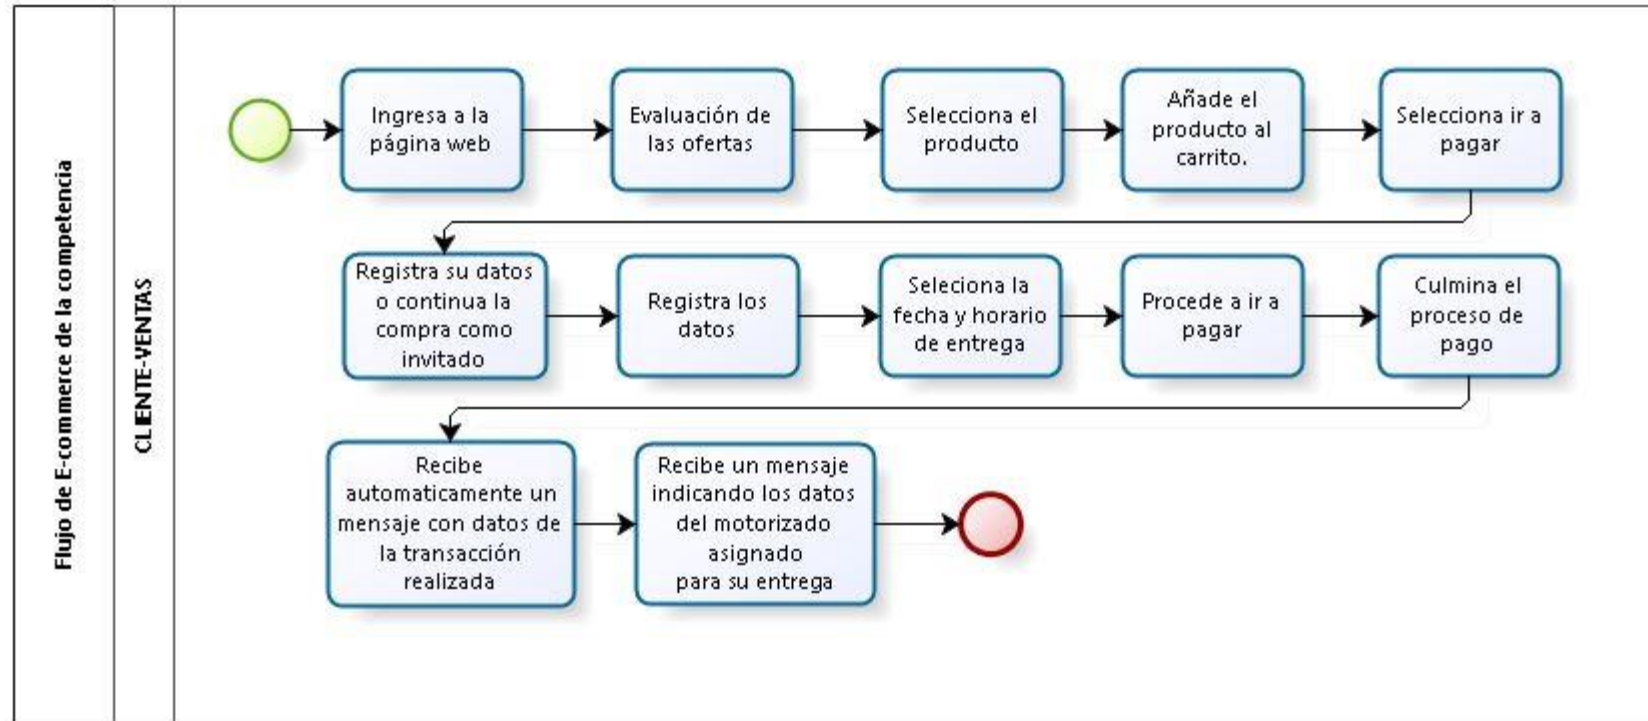 Flujo de E-commerce de la competencia
CLIENTE-VENTAS
Ingresa a la
página web
Evaluación de
las ofertas
Selecciona el
producto
Añade el
producto al
carrito.
Selecciona ir a
pagar
Registra su datos
o continua la
compra como
invitado
Registra los
datos
Seleciona la
fecha y horario
de entrega
Procede a ir a
pagar
Culmina el
proceso de
pago
Recibe
automaticamente un
mensaje con datos de
la transacción
realizada
Recibe un mensaje
indicando los datos
del motorizado
asignado
para su entrega